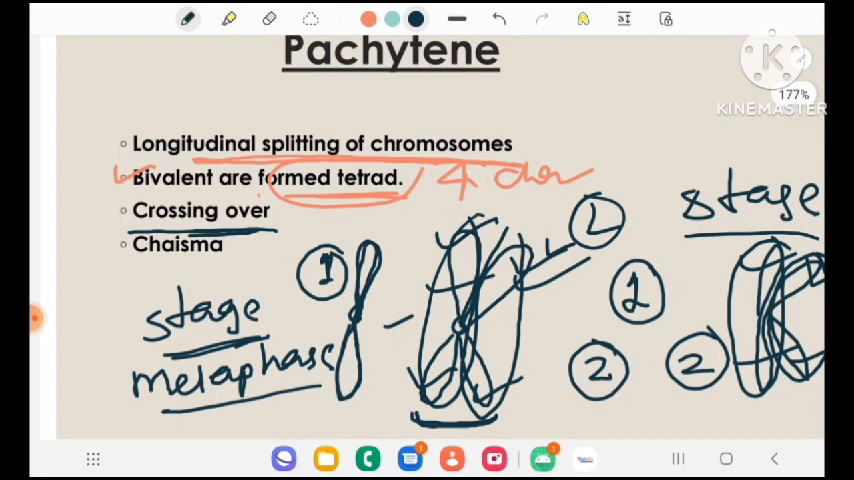 177%
KINEMASTER
Pachytene
Longitudinal splitting of chromosomes
Bivalent are formed tetrad. 4
Crossing over
Chaisma
1
L
stage
stage
1
metaphase
2
2